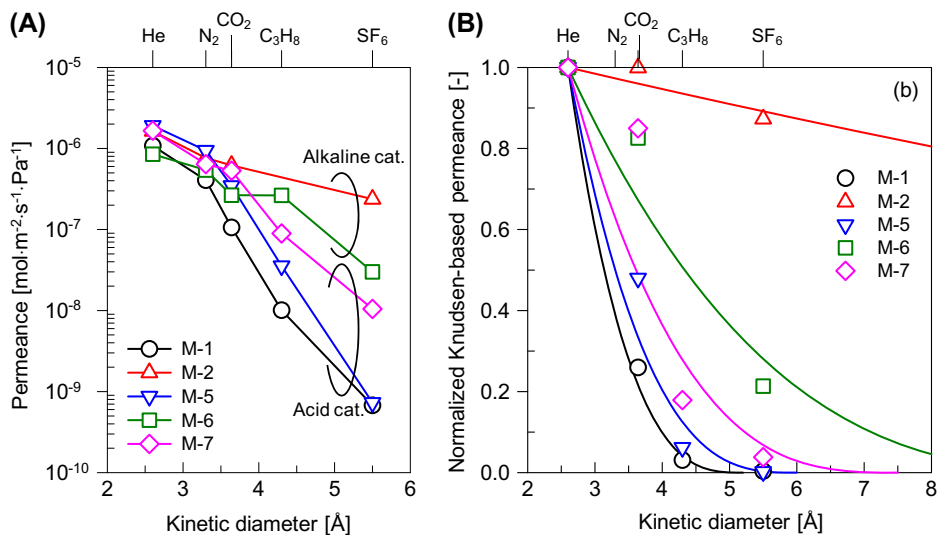 (A)
He
N2
CO2
C3H8
SF6
10-5
10-6
10-7
10-8
10-9
10-10
Permeance [mol·m-2·s-1·Pa-1]
Alkaline cat.
Acid cat.
M-1
M-2
M-5
M-6
M-7
2
3
4
5
6
Kinetic diameter [Å]
(B)
He
N2
CO2
C3H8
SF6
(b)
1.0
0.8
0.6
0.4
0.2
0.0
Normalized Knudsen-based permeance [-]
M-1
M-2
M-5
M-6
M-7
2
3
4
5
6
7
8
Kinetic diameter [Å]